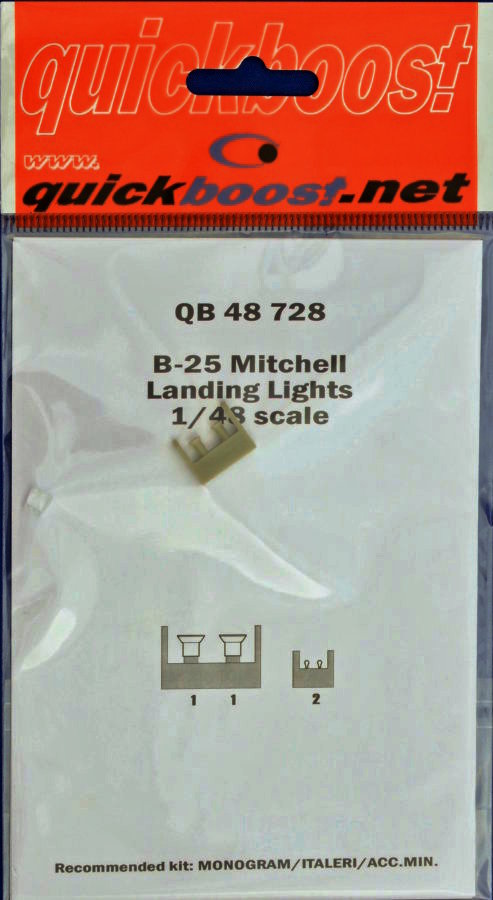 quickboost
www.
quickboost.net
QB 48 728
B-25 Mitchell
Landing Lights
1/48 scale
1 1 2
Recommended kit: MONOGRAM/ITALERI/ACC.MIN.